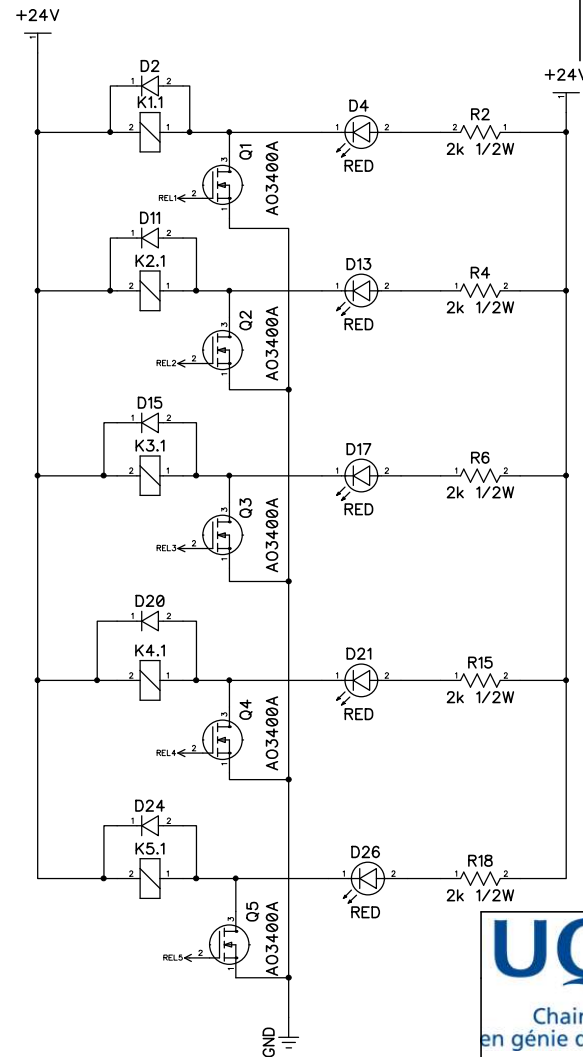 +24V
1
+24V
1
D2
1 2
K1.1
2 1
D4
1 2
RED
R2
2 1
2k 1/2W
Q1
AO3400A
3
REL1 2
1
D11
1 2
K2.1
2 1
D13
1 2
RED
R4
1 2
2k 1/2W
Q2
AO3400A
3
REL2 2
1
D15
1 2
K3.1
2 1
D17
1 2
RED
R6
1 2
2k 1/2W
Q3
AO3400A
3
REL3 2
1
D20
1 2
K4.1
2 1
D21
1 2
RED
R15
1 2
2k 1/2W
Q4
AO3400A
3
REL4 2
1
D24
1 2
K5.1
2 1
D26
1 2
RED
R18
1 2
2k 1/2W
Q5
AO3400A
3
REL5 2
1
GND
Chair
en génie d